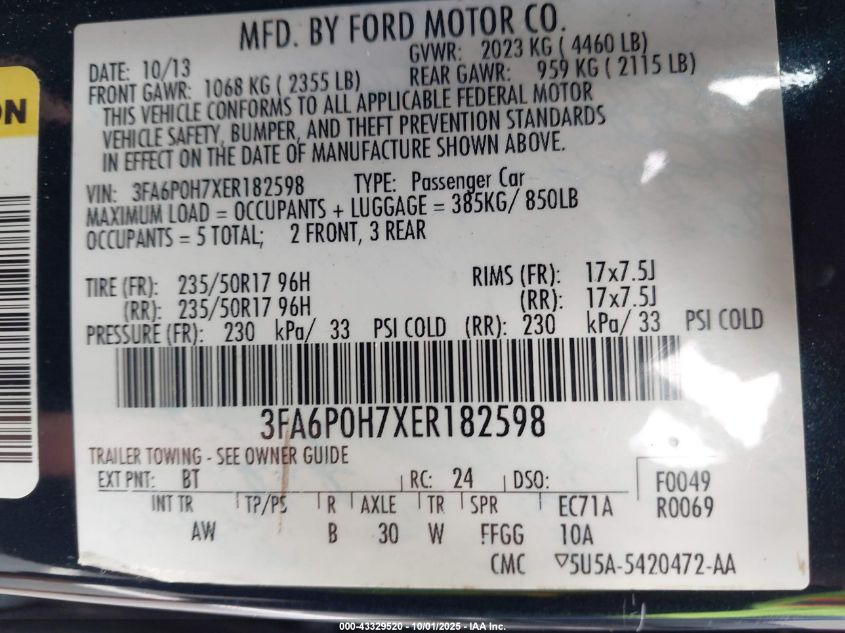 MFD. BY FORD MOTOR CO.
DATE: 10/13 GVWR: 2023 KG ( 4460 LB)
FRONT GAWR: 1068 KG ( 2355 LB) REAR GAWR: 959 KG ( 2115 LB)
THIS VEHICLE CONFORMS TO ALL APPLICABLE FEDERAL MOTOR
VEHICLE SAFETY, BUMPER, AND THEFT PREVENTION STANDARDS
IN EFFECT ON THE DATE OF MANUFACTURE SHOWN ABOVE.
VIN: 3FA6P0H7XER182598 TYPE: Passenger Car
MAXIMUM LOAD = OCCUPANTS + LUGGAGE = 385KG/ 850LB
OCCUPANTS = 5 TOTAL; 2 FRONT, 3 REAR
TIRE (FR): 235/50R17 96H RIMS (FR): 17x7.5J
(RR): 235/50R17 96H (RR): 17x7.5J
PRESSURE (FR): 230 kPa/ 33 PSI COLD (RR): 230 kPa/ 33 PSI COLD
3FA6P0H7XER182598
TRAILER TOWING - SEE OWNER GUIDE
EXT PNT: BT RC: 24 DSO: F0049
INT TR TP/PS R AXLE TR SPR EC71A R0069
AW B 30 W FFGG 10A
CMC ▽5U5A-5420472-AA
ON
000-43329520 - 10/01/2025 - IAA Inc.